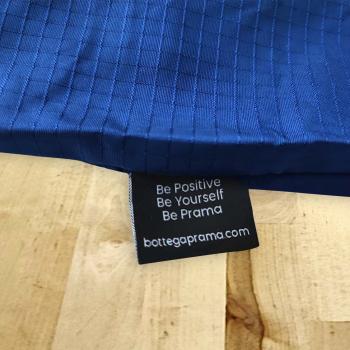 Be Positive
Be Yourself
Be Prama
bottegaprama.com